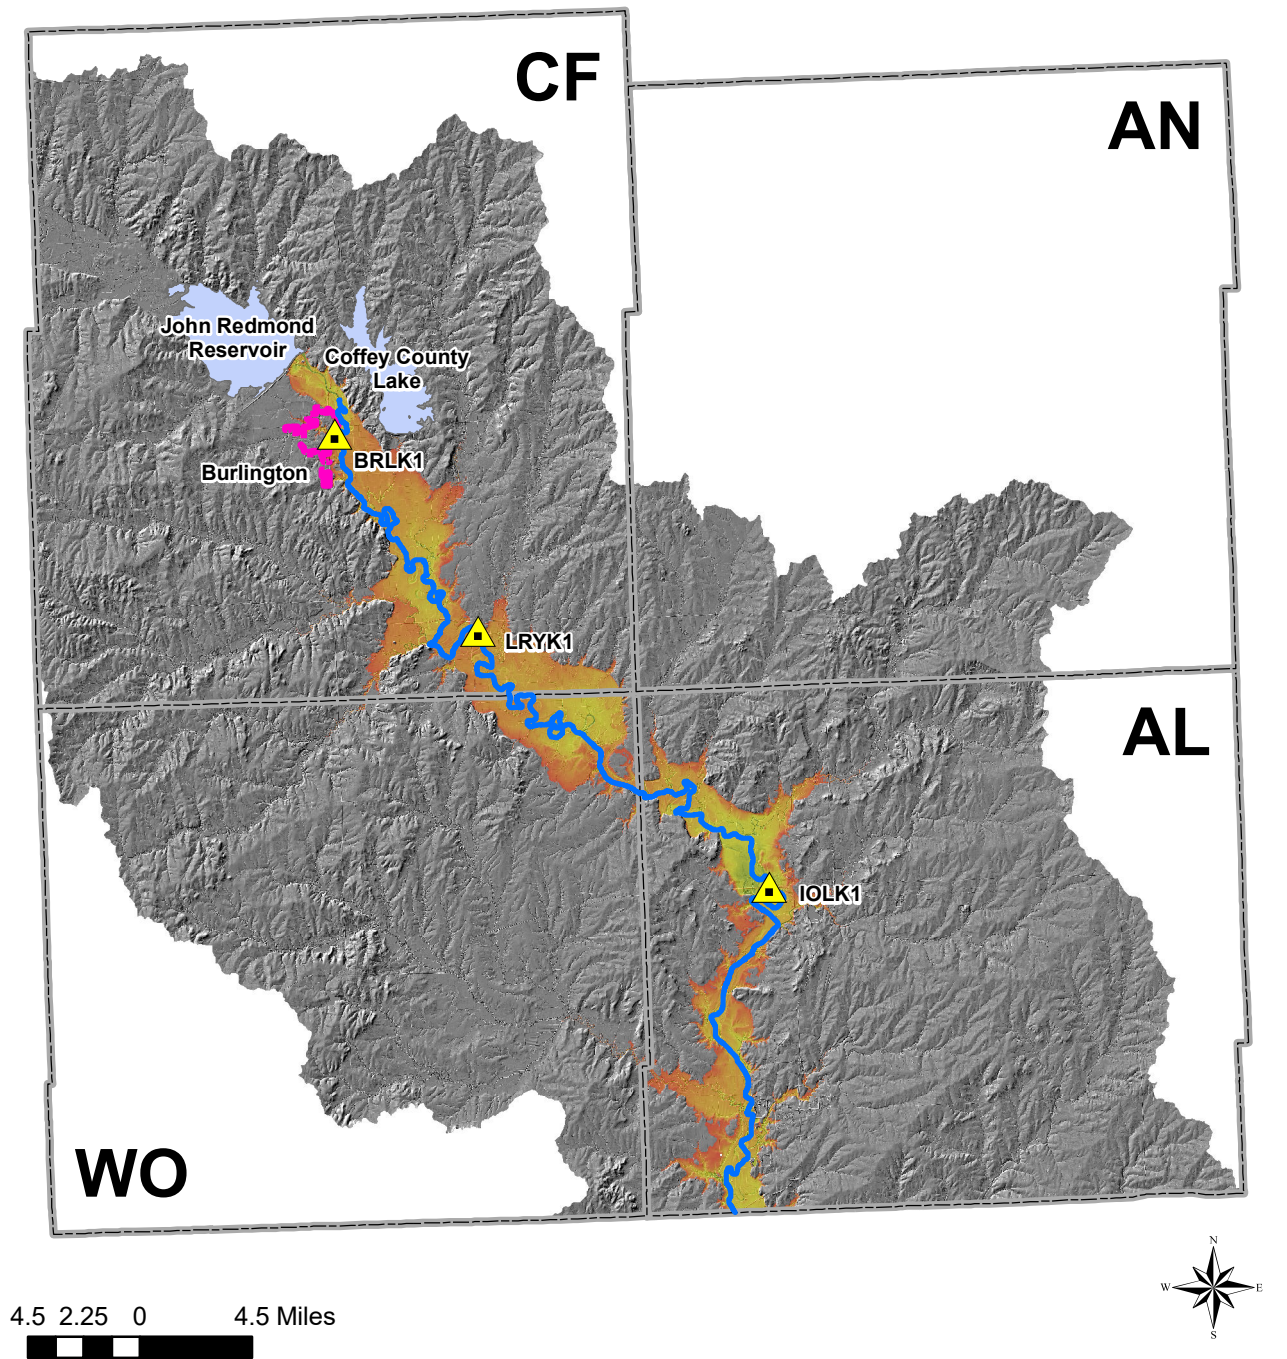 CF
AN
John Redmond
Reservoir
Coffey County
Lake
BRLK1
Burlington
LRYK1
AL
IOLK1
WO
N
W E
S
4.5 2.25 0 4.5 Miles